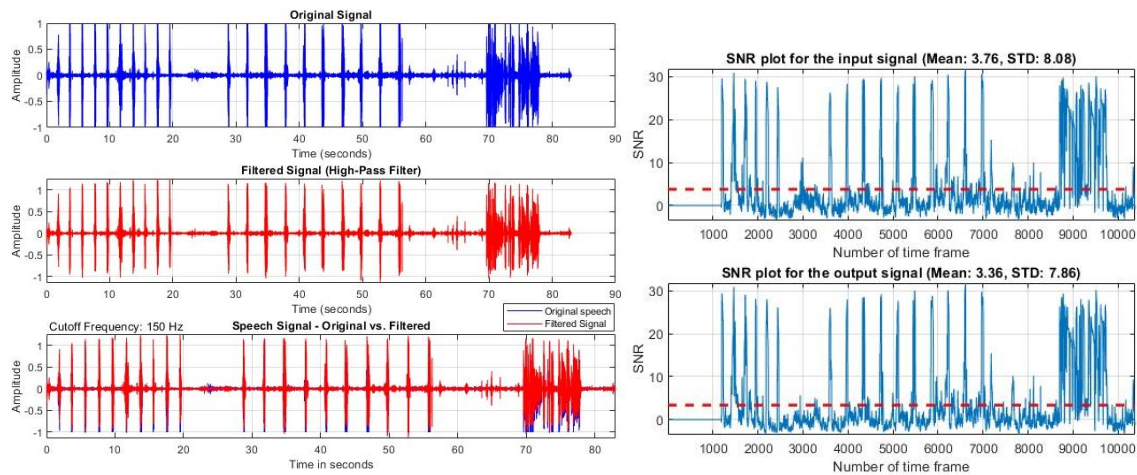 Original Signal
1
0.5
0
-0.5
-1
Amplitude
0 10 20 30 40 50 60 70 80 90
Time (seconds)
Filtered Signal (High-Pass Filter)
1
0.5
0
-0.5
-1
Amplitude
0 10 20 30 40 50 60 70 80 90
Time (seconds)
Original speech
Filtered Signal
Cutoff Frequency: 150 Hz
Speech Signal - Original vs. Filtered
1
0.5
0
-0.5
-1
Amplitude
0 10 20 30 40 50 60 70 80
Time in seconds
SNR plot for the input signal (Mean: 3.76, STD: 8.08)
30
20
10
0
SNR
1000 2000 3000 4000 5000 6000 7000 8000 9000 10000
Number of time frame
SNR plot for the output signal (Mean: 3.36, STD: 7.86)
30
20
10
0
SNR
1000 2000 3000 4000 5000 6000 7000 8000 9000 10000
Number of time frame